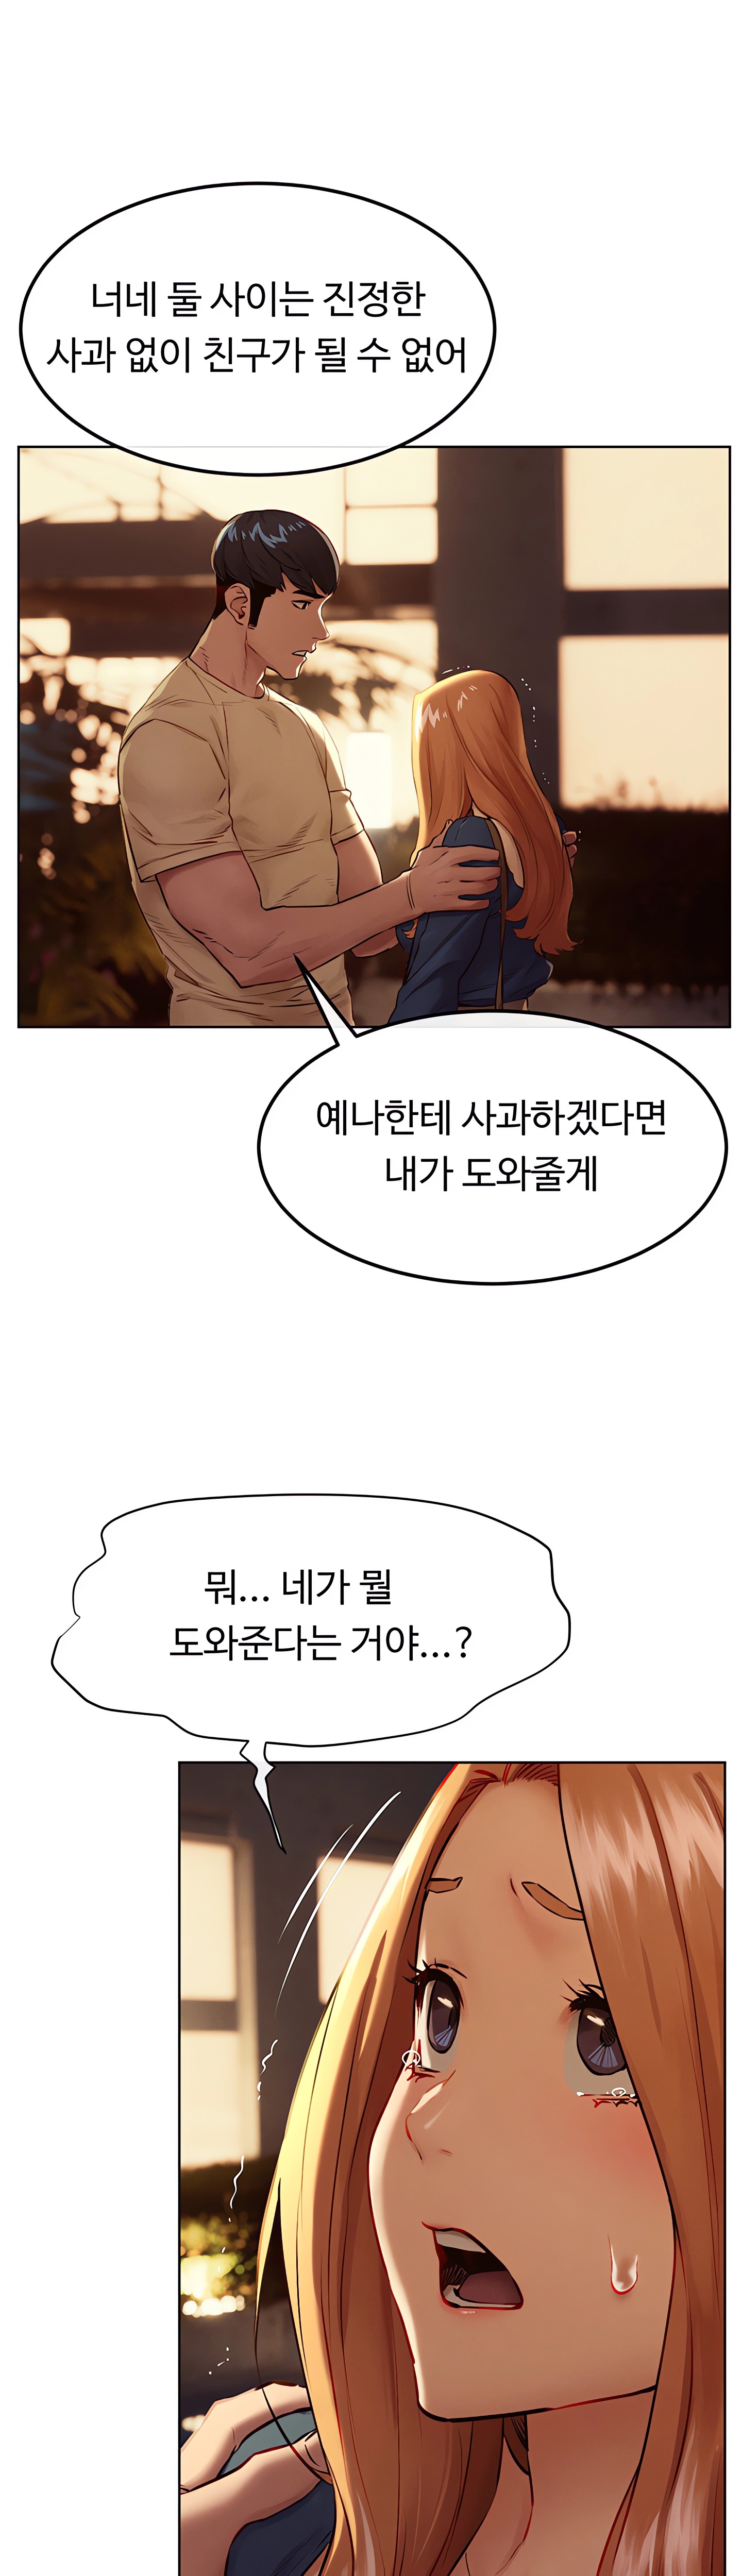 너네 둘 사이는 진정한
사과 없이 친구가 될 수 없어
예나한테 사과하겠다면
내가 도와줄게
뭐... 네가 뭘
도와준다는 거야...?